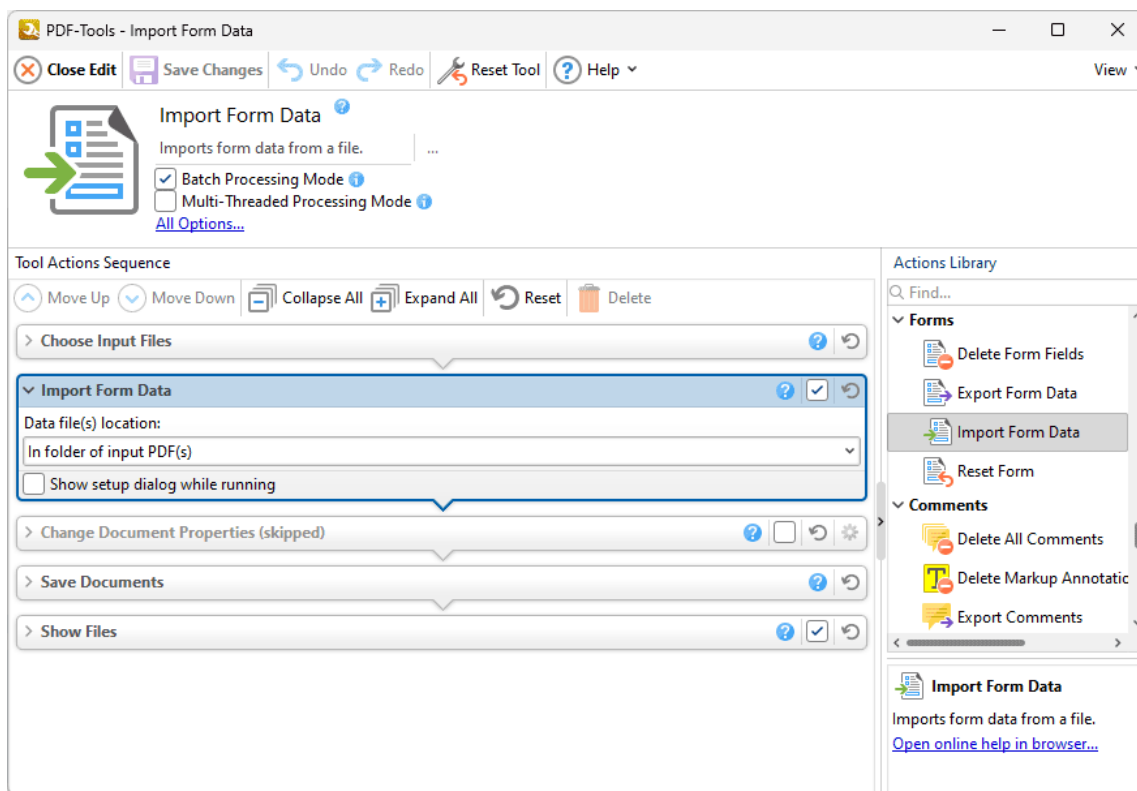 PDF-Tools - Import Form Data
Close Edit Save Changes Undo Redo Reset Tool ? Help View
Import Form Data ?
Imports form data from a file. ...
Batch Processing Mode i
Multi-Threaded Processing Mode i
All Options...
Tool Actions Sequence
Move Up Move Down Collapse All Expand All Reset Delete
Choose Input Files ?
Import Form Data ?
Data file(s) location:
In folder of input PDF(s)
Show setup dialog while running
Change Document Properties (skipped) ?
Save Documents ?
Show Files ?
Actions Library
Find...
Forms
Delete Form Fields
Export Form Data
Import Form Data
Reset Form
Comments
Delete All Comments
T Delete Markup Annotatic
Export Comments
Import Form Data
Imports form data from a file.
Open online help in browser...